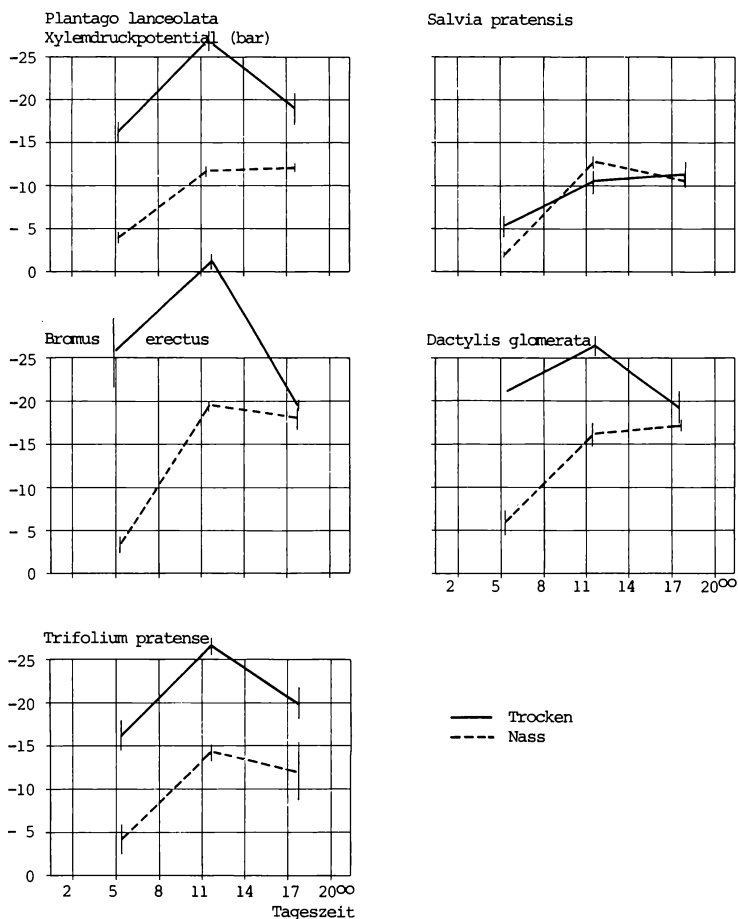 Plantago lanceolata
Xylemdruckpotential (bar)
-25
-20
-15
-10
- 5
0
Salvia pratensis
Bromus erectus
-25
-20
-15
-10
- 5
0
Dactylis glomerata
2 5 8 11 14 17 20⁰⁰
Trifolium pratense
-25
-20
-15
-10
- 5
0
2 5 8 11 14 17 20⁰⁰
Tageszeit
Trocken
Nass